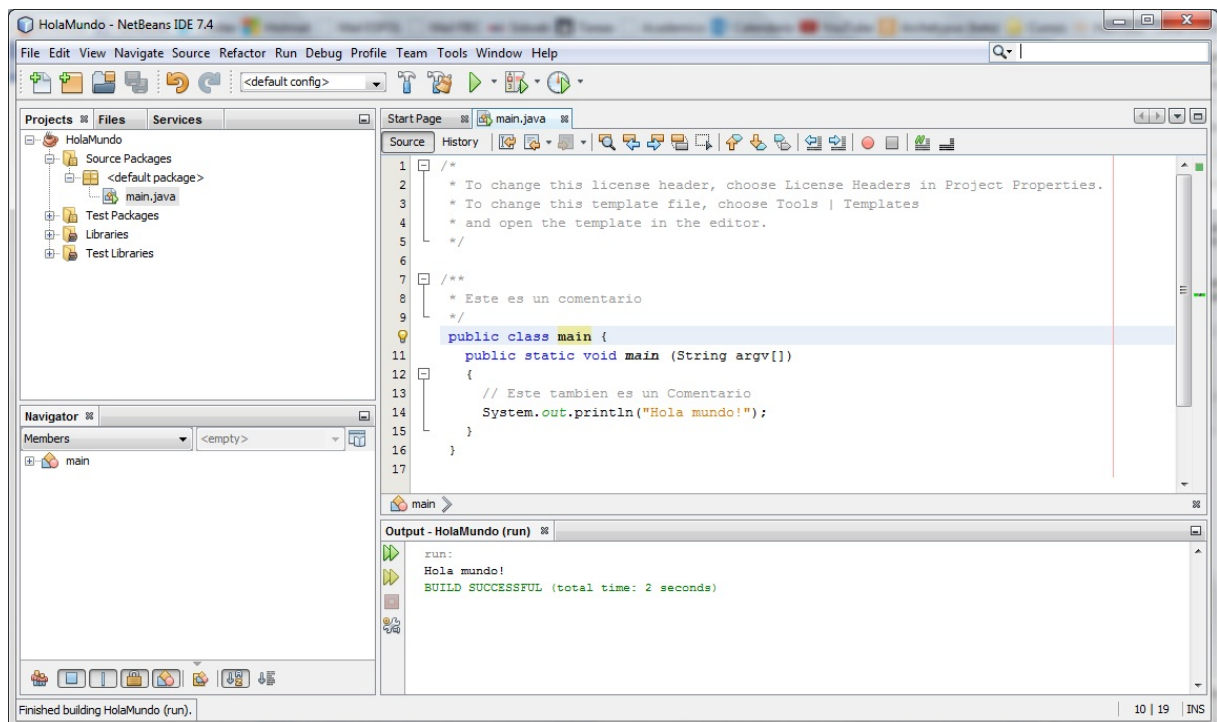 HolaMundo - NetBeans IDE 7.4
File Edit View Navigate Source Refactor Run Debug Profile Team Tools Window Help
<default config>
Projects Files Services
HolaMundo
Source Packages
<default package>
main.java
Test Packages
Libraries
Test Libraries
Navigator
Members <empty>
main
Start Page main.java
Source History
1 /*
2 * To change this license header, choose License Headers in Project Properties.
3 * To change this template file, choose Tools | Templates
4 * and open the template in the editor.
5 */
6
7 /**
8 * Este es un comentario
9 */
public class main {
11 public static void main (String argv[])
12 {
13 // Este tambien es un Comentario
14 System.out.println("Hola mundo!");
15 }
16 }
17
main
Output - HolaMundo (run)
run:
Hola mundo!
BUILD SUCCESSFUL (total time: 2 seconds)
Finished building HolaMundo (run).
10 | 19 INS